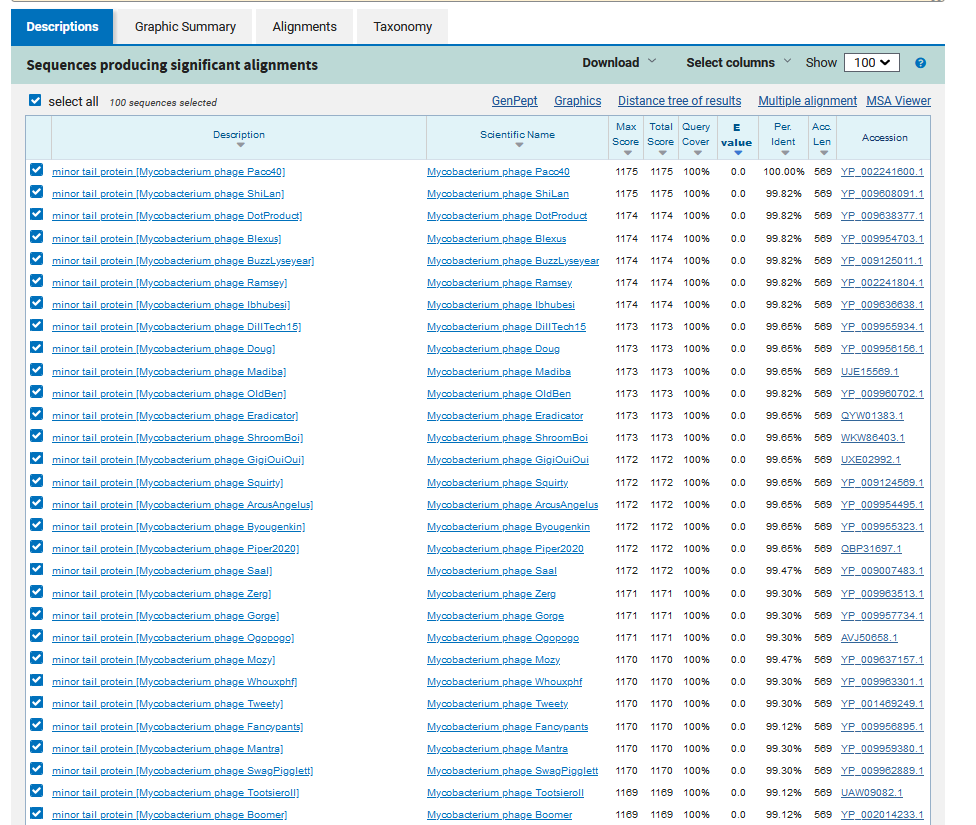 Descriptions Graphic Summary Alignments Taxonomy
Sequences producing significant alignments Download Select columns Show 100 ?
select all 100 sequences selected GenPept Graphics Distance tree of results Multiple alignment MSA Viewer
Description Scientific Name Max Score Total Score Query Cover E value Per. Ident Acc. Len Accession
minor tail protein [Mycobacterium phage Pacc40] Mycobacterium phage Pacc40 1175 1175 100% 0.0 100.00% 569 YP_002241600.1
minor tail protein [Mycobacterium phage ShiLan] Mycobacterium phage ShiLan 1175 1175 100% 0.0 99.82% 569 YP_009608091.1
minor tail protein [Mycobacterium phage DotProduct] Mycobacterium phage DotProduct 1174 1174 100% 0.0 99.82% 569 YP_009638377.1
minor tail protein [Mycobacterium phage Blexus] Mycobacterium phage Blexus 1174 1174 100% 0.0 99.82% 569 YP_009954703.1
minor tail protein [Mycobacterium phage BuzzLyseyear] Mycobacterium phage BuzzLyseyear 1174 1174 100% 0.0 99.82% 569 YP_009125011.1
minor tail protein [Mycobacterium phage Ramsey] Mycobacterium phage Ramsey 1174 1174 100% 0.0 99.82% 569 YP_002241804.1
minor tail protein [Mycobacterium phage Ibhubesi] Mycobacterium phage Ibhubesi 1174 1174 100% 0.0 99.82% 569 YP_009636638.1
minor tail protein [Mycobacterium phage DillTech15] Mycobacterium phage DillTech15 1173 1173 100% 0.0 99.65% 569 YP_009955934.1
minor tail protein [Mycobacterium phage Doug] Mycobacterium phage Doug 1173 1173 100% 0.0 99.65% 569 YP_009956156.1
minor tail protein [Mycobacterium phage Madiba] Mycobacterium phage Madiba 1173 1173 100% 0.0 99.65% 569 UJE15569.1
minor tail protein [Mycobacterium phage OldBen] Mycobacterium phage OldBen 1173 1173 100% 0.0 99.82% 569 YP_009960702.1
minor tail protein [Mycobacterium phage Eradicator] Mycobacterium phage Eradicator 1173 1173 100% 0.0 99.65% 569 QYW01383.1
minor tail protein [Mycobacterium phage ShroomBoi] Mycobacterium phage ShroomBoi 1173 1173 100% 0.0 99.65% 569 WKW86403.1
minor tail protein [Mycobacterium phage GigiOuiOui] Mycobacterium phage GigiOuiOui 1172 1172 100% 0.0 99.65% 569 UXE02992.1
minor tail protein [Mycobacterium phage Squirty] Mycobacterium phage Squirty 1172 1172 100% 0.0 99.65% 569 YP_009124569.1
minor tail protein [Mycobacterium phage ArcusAngelus] Mycobacterium phage ArcusAngelus 1172 1172 100% 0.0 99.65% 569 YP_009954495.1
minor tail protein [Mycobacterium phage Byougenkin] Mycobacterium phage Byougenkin 1172 1172 100% 0.0 99.65% 569 YP_009955323.1
minor tail protein [Mycobacterium phage Piper2020] Mycobacterium phage Piper2020 1172 1172 100% 0.0 99.65% 569 QBP31697.1
minor tail protein [Mycobacterium phage Saal] Mycobacterium phage Saal 1172 1172 100% 0.0 99.47% 569 YP_009007483.1
minor tail protein [Mycobacterium phage Zerg] Mycobacterium phage Zerg 1171 1171 100% 0.0 99.30% 569 YP_009963513.1
minor tail protein [Mycobacterium phage Gorge] Mycobacterium phage Gorge 1171 1171 100% 0.0 99.30% 569 YP_009957734.1
minor tail protein [Mycobacterium phage Ogopogo] Mycobacterium phage Ogopogo 1171 1171 100% 0.0 99.30% 569 AVJ50658.1
minor tail protein [Mycobacterium phage Mozy] Mycobacterium phage Mozy 1170 1170 100% 0.0 99.47% 569 YP_009637157.1
minor tail protein [Mycobacterium phage Whouxphf] Mycobacterium phage Whouxphf 1170 1170 100% 0.0 99.30% 569 YP_009963301.1
minor tail protein [Mycobacterium phage Tweety] Mycobacterium phage Tweety 1170 1170 100% 0.0 99.30% 569 YP_001469249.1
minor tail protein [Mycobacterium phage Fancypants] Mycobacterium phage Fancypants 1170 1170 100% 0.0 99.12% 569 YP_009956895.1
minor tail protein [Mycobacterium phage Mantra] Mycobacterium phage Mantra 1170 1170 100% 0.0 99.30% 569 YP_009959380.1
minor tail protein [Mycobacterium phage SwagPigglett] Mycobacterium phage SwagPigglett 1170 1170 100% 0.0 99.30% 569 YP_009962889.1
minor tail protein [Mycobacterium phage Tootsieroll] Mycobacterium phage Tootsieroll 1169 1169 100% 0.0 99.12% 569 UAW09082.1
minor tail protein [Mycobacterium phage Boomer] Mycobacterium phage Boomer 1169 1169 100% 0.0 99.12% 569 YP_002014233.1